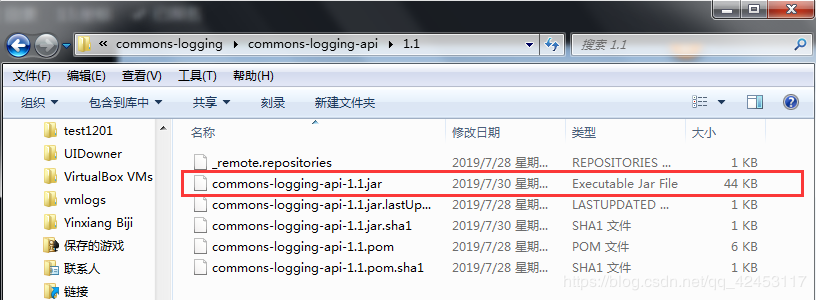 « commons-logging ▸ commons-logging-api ▸ 1.1
搜索 1.1
文件(F) 编辑(E) 查看(V) 工具(T) 帮助(H)
组织 包含到库中 共享 刻录 新建文件夹
名称 修改日期 类型 大小
test1201
UIDowner
VirtualBox VMs
vmlogs
Yinxiang Biji
保存的游戏
联系人
链接
_remote.repositories 2019/7/28 星期... REPOSITORIES ... 1 KB
commons-logging-api-1.1.jar 2019/7/30 星期... Executable Jar File 44 KB
commons-logging-api-1.1.jar.lastUp... 2019/7/28 星期... LASTUPDATED ... 1 KB
commons-logging-api-1.1.jar.sha1 2019/7/30 星期... SHA1 文件 1 KB
commons-logging-api-1.1.pom 2019/7/28 星期... POM 文件 6 KB
commons-logging-api-1.1.pom.sha1 2019/7/28 星期... SHA1 文件 1 KB
https://blog.csdn.net/qq_42453117